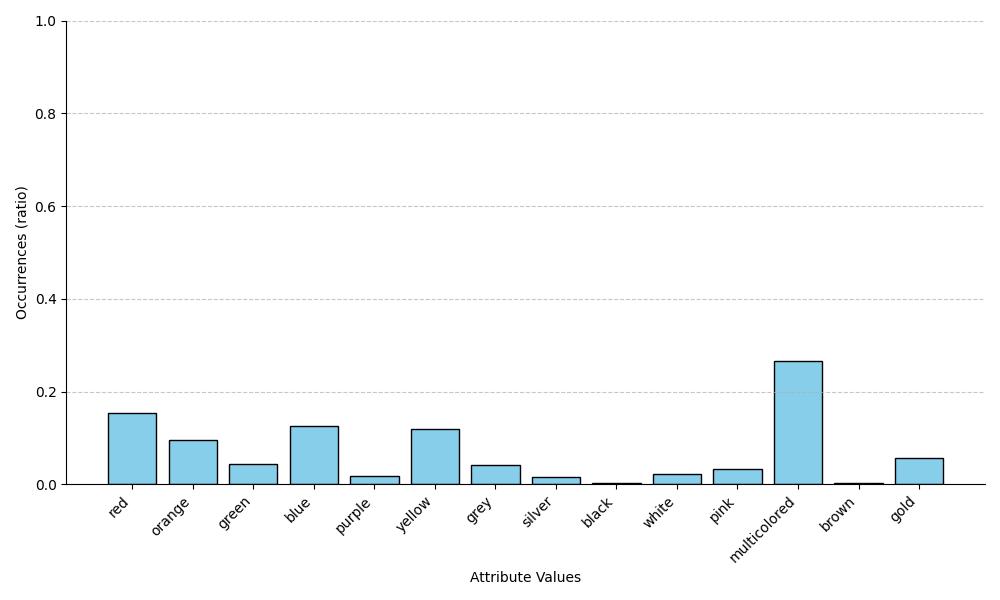 1.0
0.8
0.6
0.4
0.2
0.0
Occurrences (ratio)
red
orange
green
blue
purple
yellow
grey
silver
black
white
pink
multicolored
brown
gold
Attribute Values